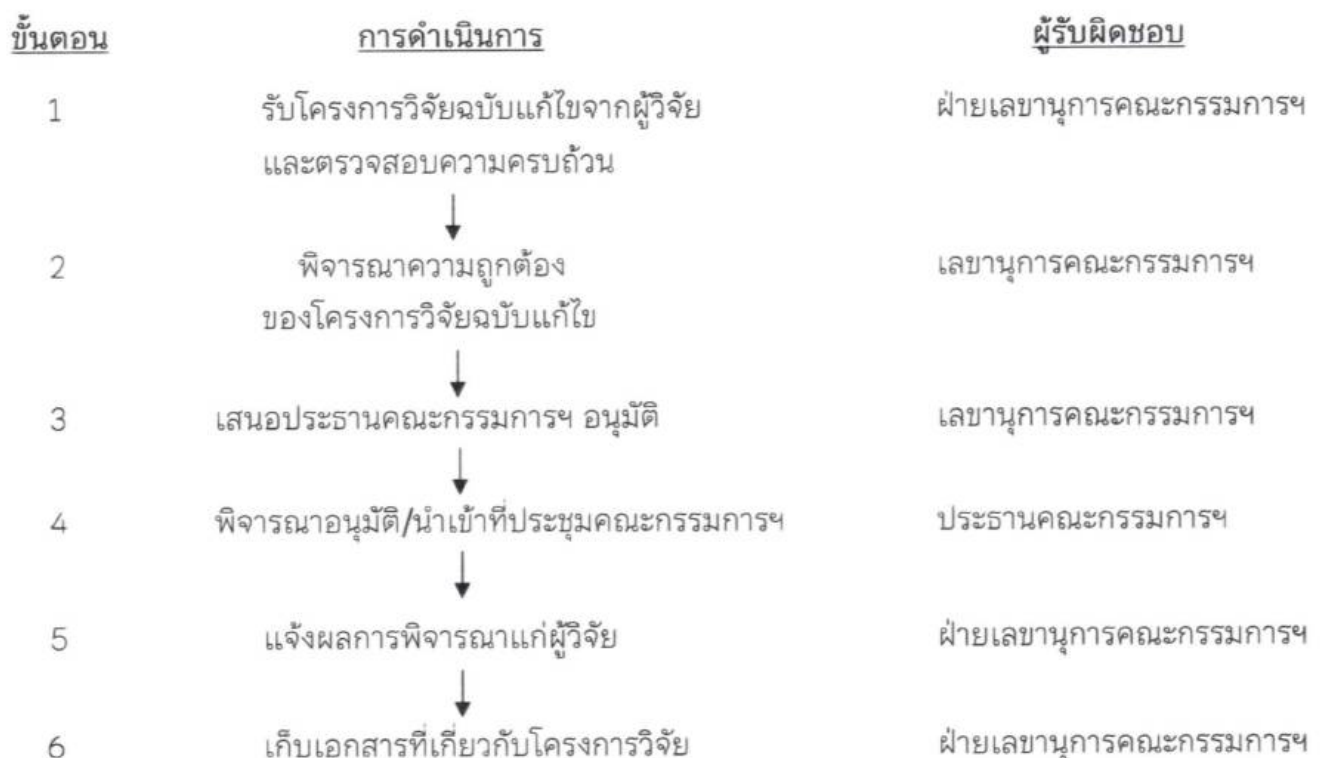 ขั้นตอน การดำเนินการ ผู้รับผิดชอบ
1 รับโครงการวิจัยฉบับแก้ไขจากผู้วิจัย ฝ่ายเลขานุการคณะกรรมการฯ
และตรวจสอบความครบถ้วน
2 พิจารณาความถูกต้อง เลขานุการคณะกรรมการฯ
ของโครงการวิจัยฉบับแก้ไข
3 เสนอประธานคณะกรรมการฯ อนุมัติ เลขานุการคณะกรรมการฯ
4 พิจารณาอนุมัติ/นำเข้าที่ประชุมคณะกรรมการฯ ประธานคณะกรรมการฯ
5 แจ้งผลการพิจารณาแก่ผู้วิจัย ฝ่ายเลขานุการคณะกรรมการฯ
6 เก็บเอกสารที่เกี่ยวกับโครงการวิจัย ฝ่ายเลขานุการคณะกรรมการฯ